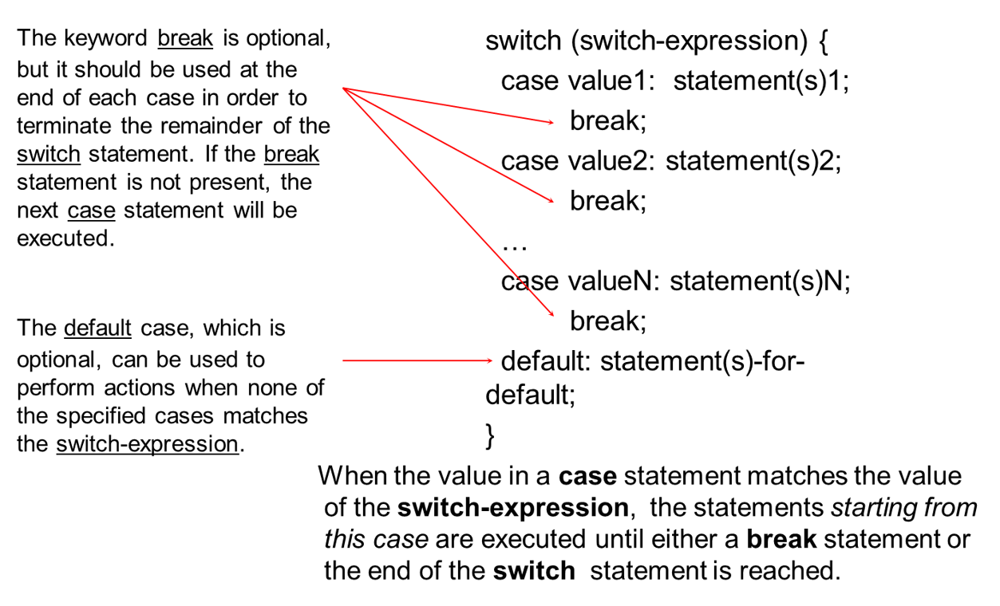 The keyword break is optional,
but it should be used at the
end of each case in order to
terminate the remainder of the
switch statement. If the break
statement is not present, the
next case statement will be
executed.
The default case, which is
optional, can be used to
perform actions when none of
the specified cases matches
the switch-expression.
switch (switch-expression) {
case value1: statement(s)1;
break;
case value2: statement(s)2;
break;
…
case valueN: statement(s)N;
break;
default: statement(s)-for-
default;
}
When the value in a case statement matches the value
of the switch-expression, the statements starting from
this case are executed until either a break statement or
the end of the switch statement is reached.